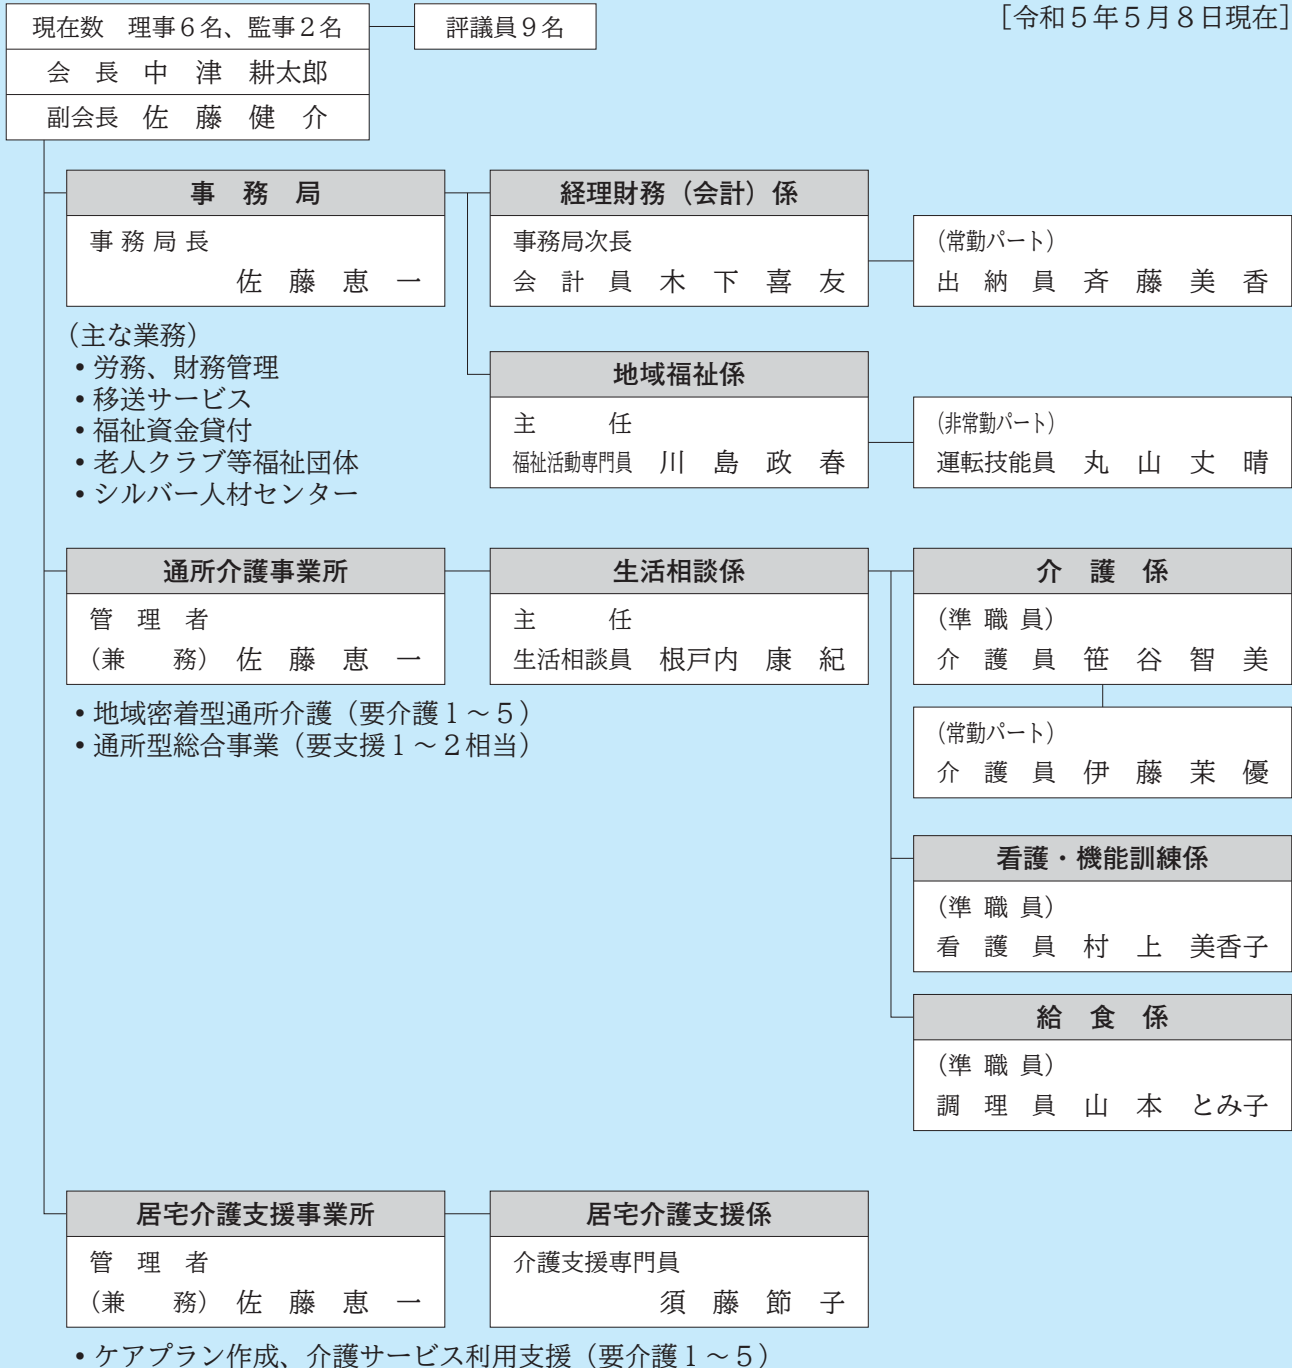 [令和５年５月８日現在]
現在数　理事６名、監事２名
評議員９名
会　長　中　津　耕太郎
副会長　佐　藤　健　介
事　務　局
事 務 局 長
佐　藤　恵　一
（主な業務）
• 労務、財務管理
• 移送サービス
• 福祉資金貸付
• 老人クラブ等福祉団体
• シルバー人材センター
経理財務（会計）係
事務局次長
会　計　員　木　下　喜　友
（常勤パート）
出　納　員　斉　藤　美　香
地域福祉係
主　　　任
福祉活動専門員　川　島　政　春
（非常勤パート）
運転技能員　丸　山　丈　晴
通所介護事業所
管　理　者
（兼　　務）佐　藤　恵　一
• 地域密着型通所介護（要介護１～５）
• 通所型総合事業（要支援１～２相当）
生活相談係
主　　　任
生活相談員　根戸内　康　紀
介　護　係
（準 職 員）
介　護　員　笹　谷　智　美
（常勤パート）
介　護　員　伊　藤　茉　優
看護・機能訓練係
（準 職 員）
看　護　員　村　上　美香子
給　食　係
（準 職 員）
調　理　員　山　本　とみ子
居宅介護支援事業所
管　理　者
（兼　　務）佐　藤　恵　一
居宅介護支援係
介護支援専門員
須　藤　節　子
• ケアプラン作成、介護サービス利用支援（要介護１～５）